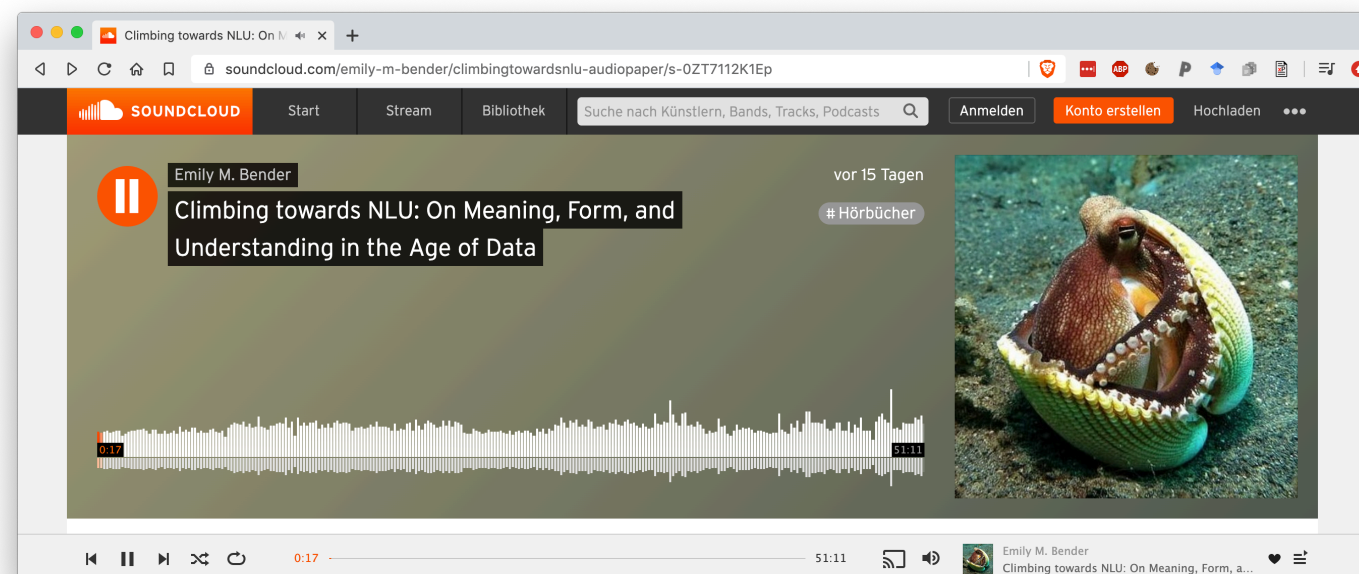 Climbing towards NLU: On M
soundcloud.com/emily-m-bender/climbingtowardsnlu-audiopaper/s-0ZT7112K1Ep
ABP
SOUNDCLOUD
Start
Stream
Bibliothek
Suche nach Künstlern, Bands, Tracks, Podcasts
Anmelden
Konto erstellen
Hochladen
Emily M. Bender
vor 15 Tagen
Climbing towards NLU: On Meaning, Form, and
# Hörbücher
Understanding in the Age of Data
0:17
51:11
0:17
51:11
Emily M. Bender
Climbing towards NLU: On Meaning, Form, a...